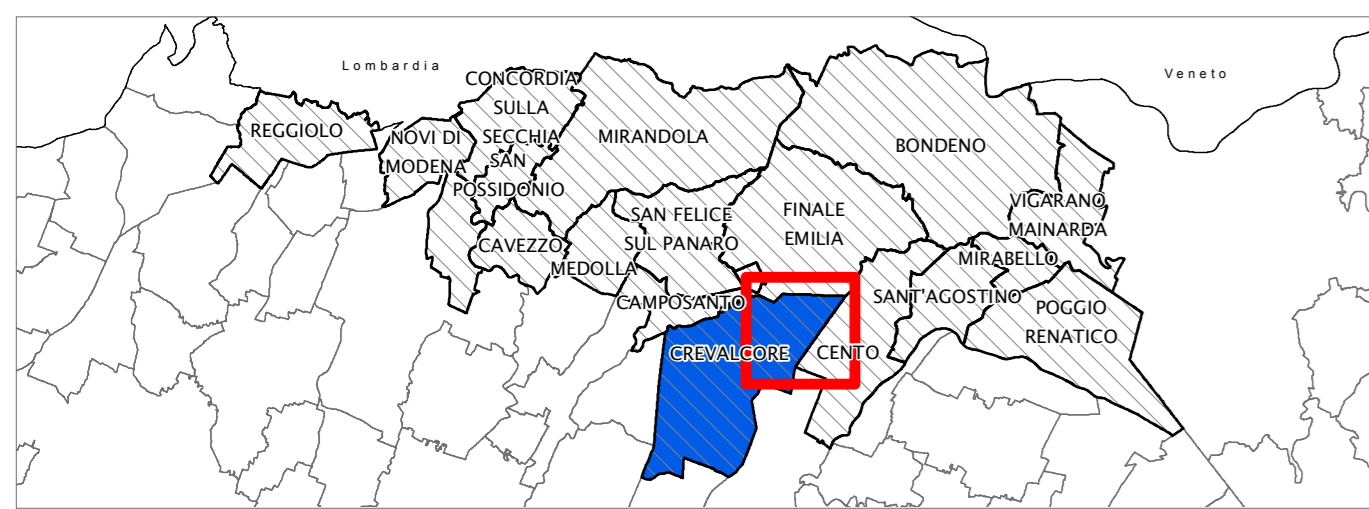 Lombardia
Veneto
CONCORDIA
SULLA
SECCHIA
REGGIOLO
NOVI DI
MODENA
SAN
POSSIDONIO
MIRANDOLA
BONDENO
CAVEZZO
MEDOLLA
SAN FELICE
SUL PANARO
FINALE
EMILIA
VIGARANO
MAINARDA
MIRABELLO
CAMPOSANTO
SANT'AGOSTINO
POGGIO
RENATICO
CREVALCORE
CENTO